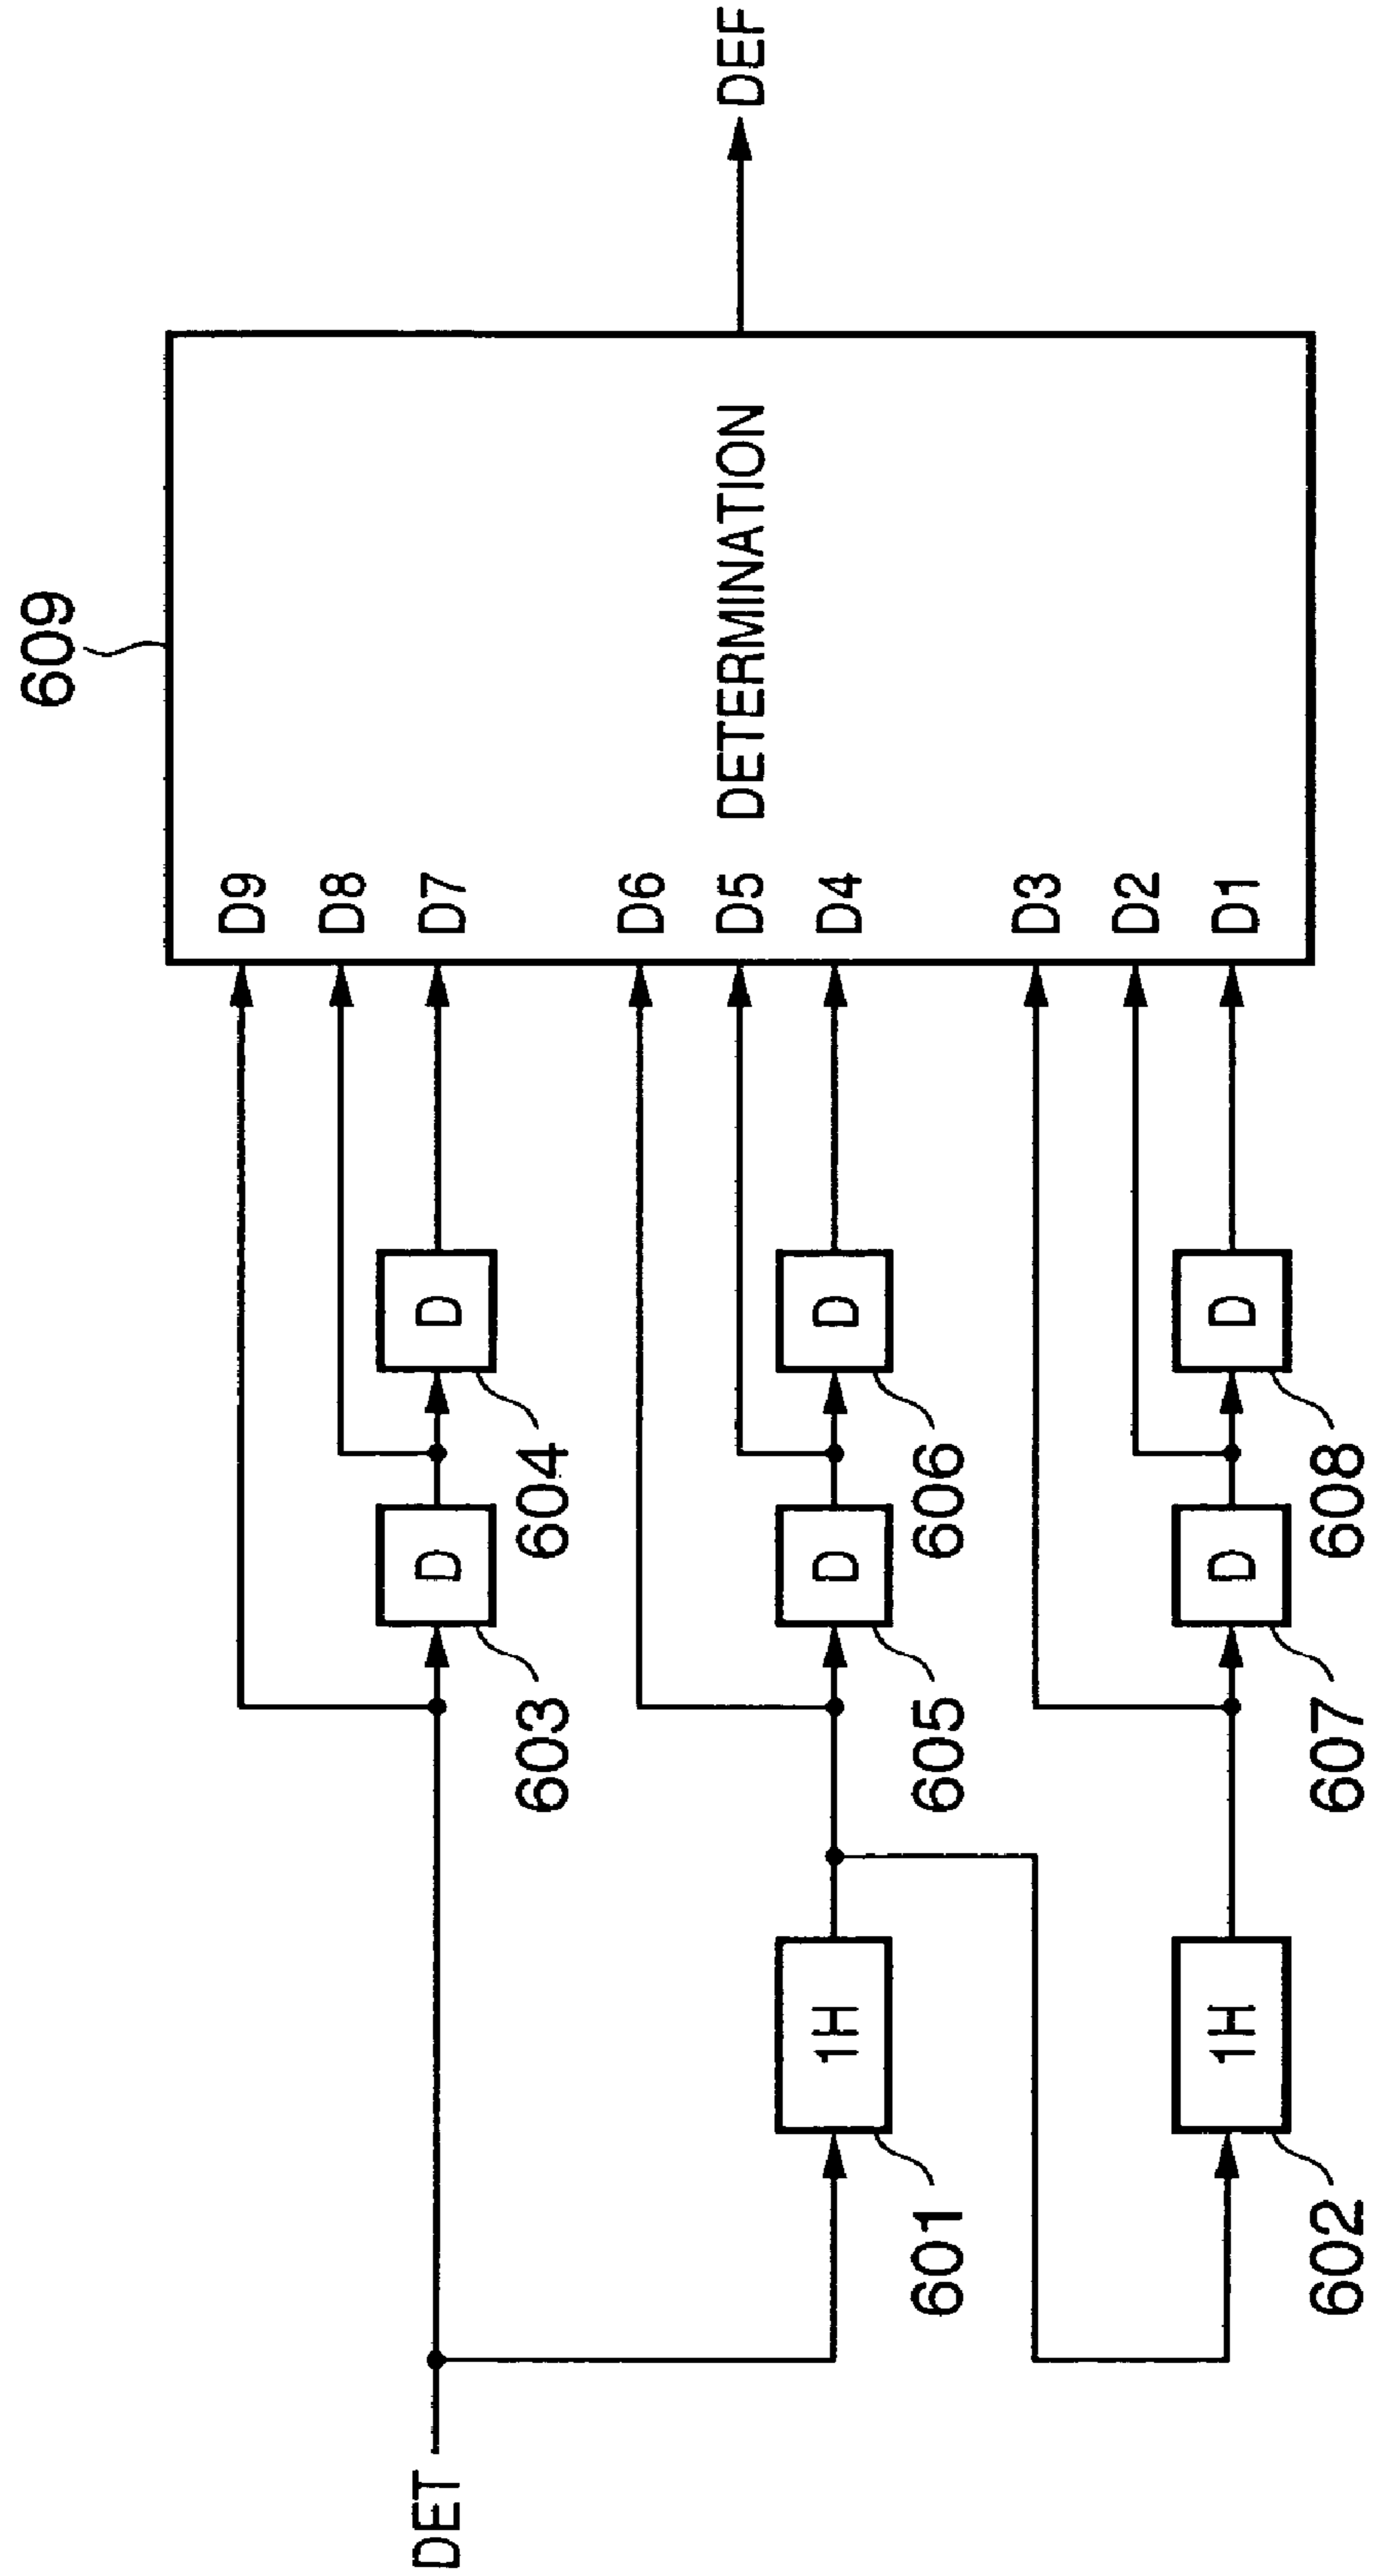 609
D9
D8
D7
D6
D5
D4
D3
D2
D1
DETERMINATION
DEF
D
D
604
603
D
D
606
605
D
D
608
607
1H
601
1H
602
DET